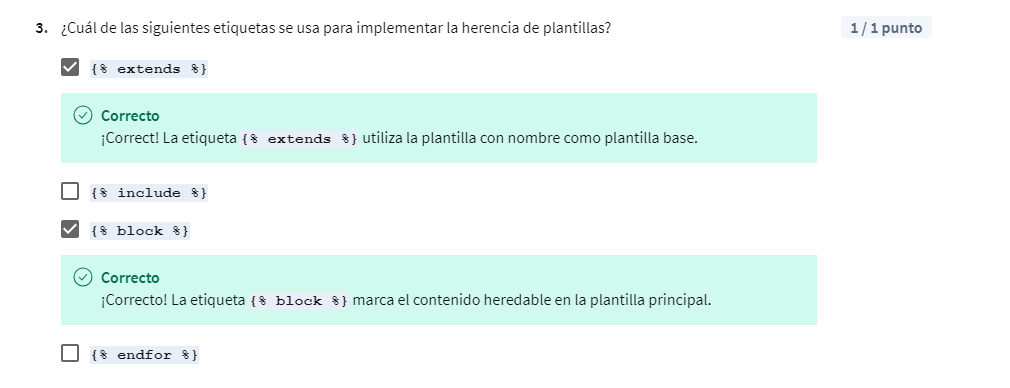 3. ¿Cuál de las siguientes etiquetas se usa para implementar la herencia de plantillas?
1 / 1 punto
{% extends %}
Correcto
¡Correct! La etiqueta {% extends %} utiliza la plantilla con nombre como plantilla base.
{% include %}
{% block %}
Correcto
¡Correcto! La etiqueta {% block %} marca el contenido heredable en la plantilla principal.
{% endfor %}